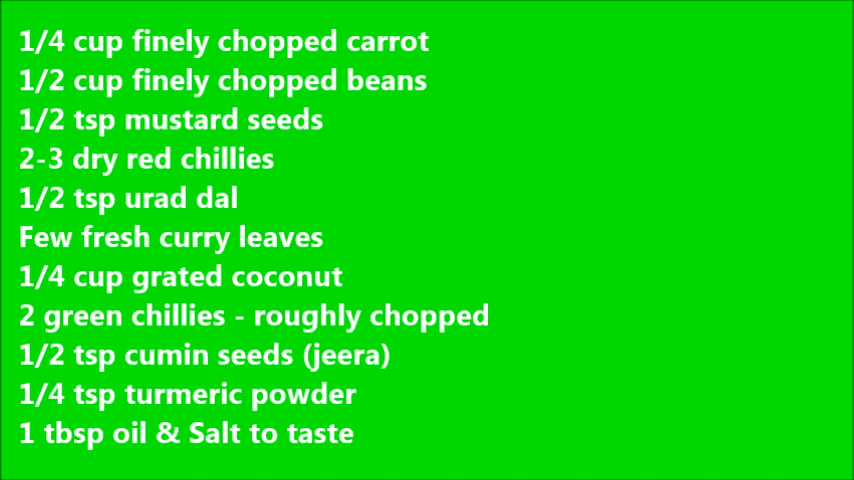 1/4 cup finely chopped carrot
1/2 cup finely chopped beans
1/2 tsp mustard seeds
2-3 dry red chillies
1/2 tsp urad dal
Few fresh curry leaves
1/4 cup grated coconut
2 green chillies - roughly chopped
1/2 tsp cumin seeds (jeera)
1/4 tsp turmeric powder
1 tbsp oil & Salt to taste